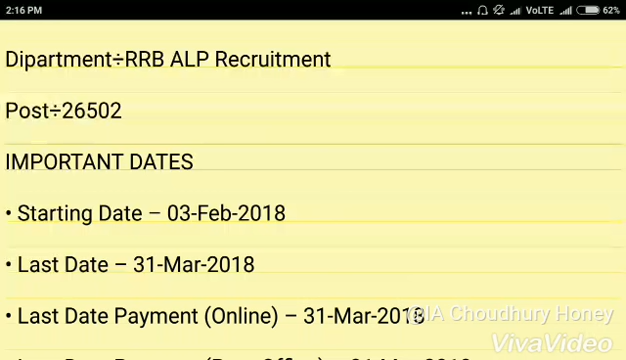 2:16 PM ... VoLTE 62%
Dipartment÷RRB ALP Recruitment
Post÷26502
IMPORTANT DATES
• Starting Date – 03-Feb-2018
• Last Date – 31-Mar-2018
• Last Date Payment (Online) – 31-Mar-2018
Choudhury Honey
VivaVideo